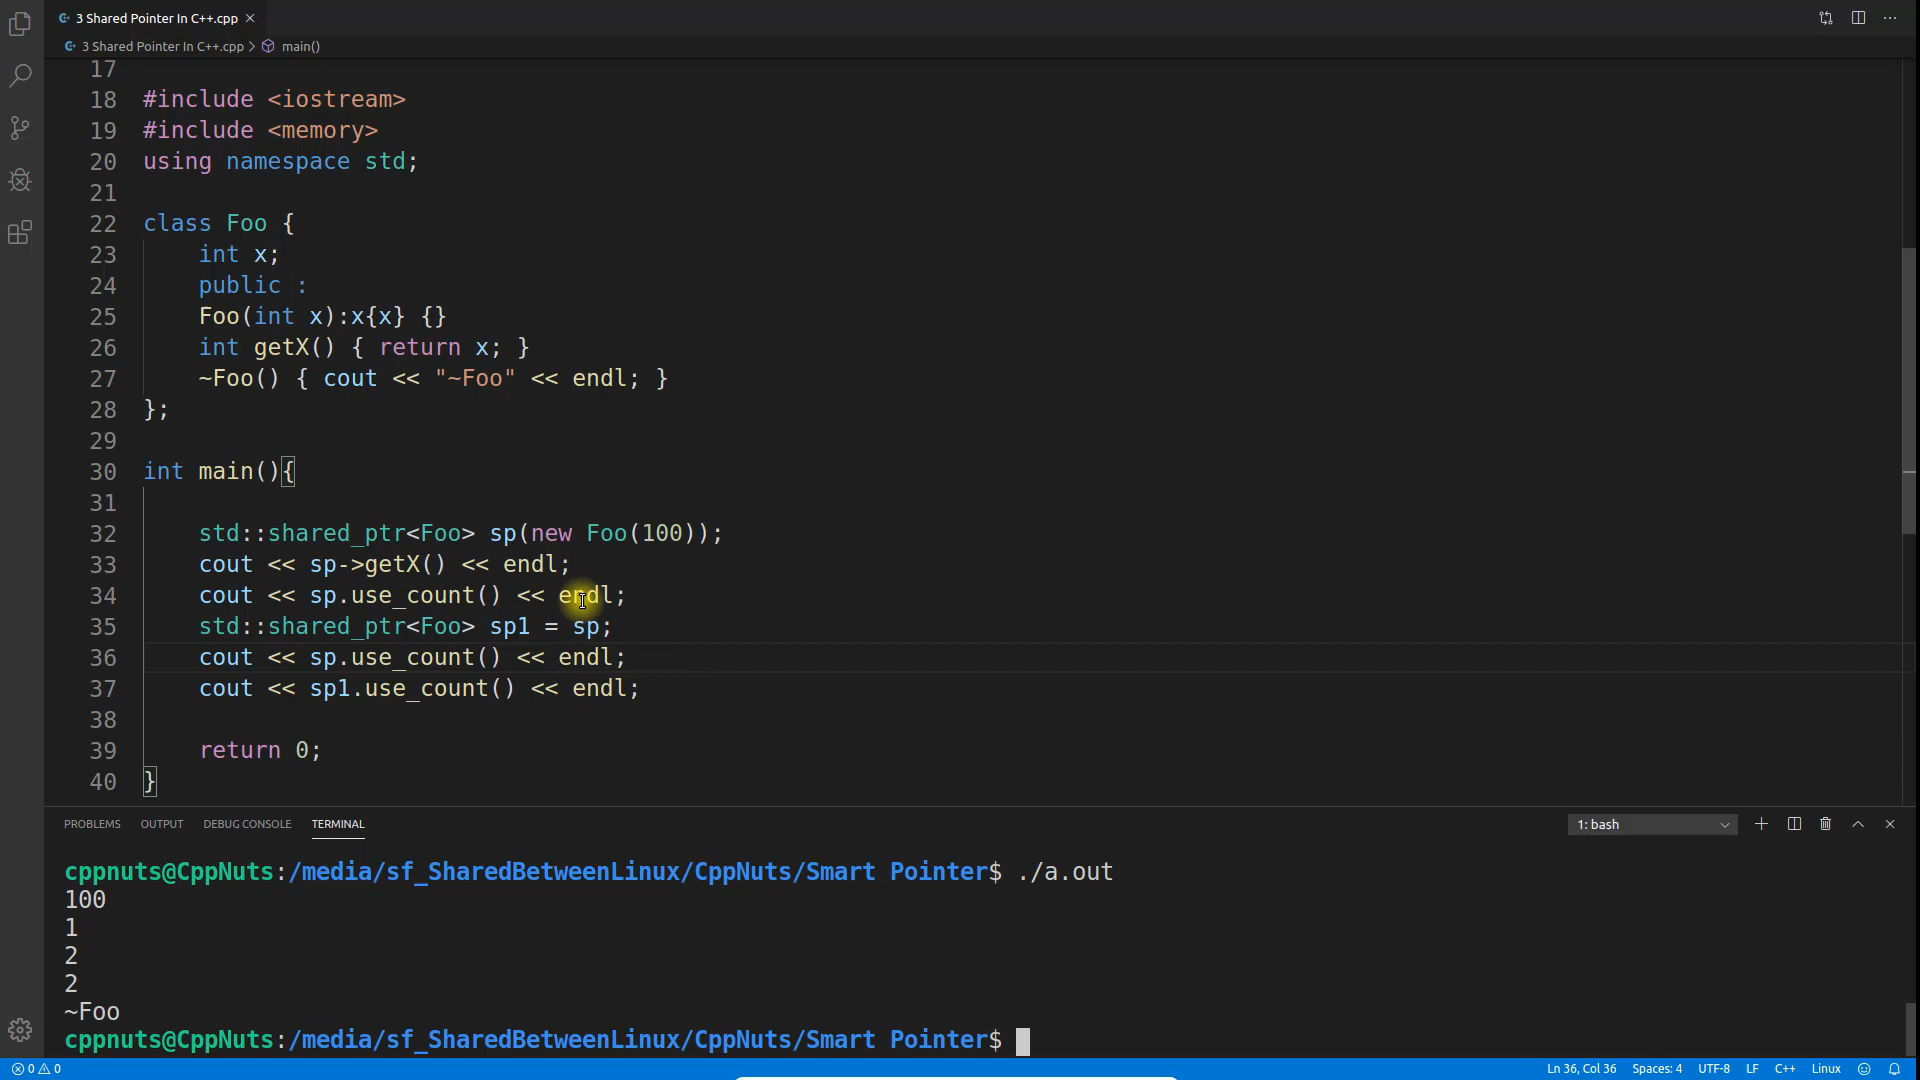 3 Shared Pointer In C++.cpp
3 Shared Pointer In C++.cpp > main()
17
18 #include <iostream>
19 #include <memory>
20 using namespace std;
21
22 class Foo {
23     int x;
24     public :
25     Foo(int x):x{x} {}
26     int getX() { return x; }
27     ~Foo() { cout << "~Foo" << endl; }
28 };
29
30 int main(){
31
32     std::shared_ptr<Foo> sp(new Foo(100));
33     cout << sp->getX() << endl;
34     cout << sp.use_count() << endl;
35     std::shared_ptr<Foo> sp1 = sp;
36     cout << sp.use_count() << endl;
37     cout << sp1.use_count() << endl;
38
39     return 0;
40 }
PROBLEMS OUTPUT DEBUG CONSOLE TERMINAL 1: bash
cppnuts@CppNuts:/media/sf_SharedBetweenLinux/CppNuts/Smart Pointer$ ./a.out
100
1
2
2
~Foo
cppnuts@CppNuts:/media/sf_SharedBetweenLinux/CppNuts/Smart Pointer$
0 0 Ln 36, Col 36 Spaces: 4 UTF-8 LF C++ Linux